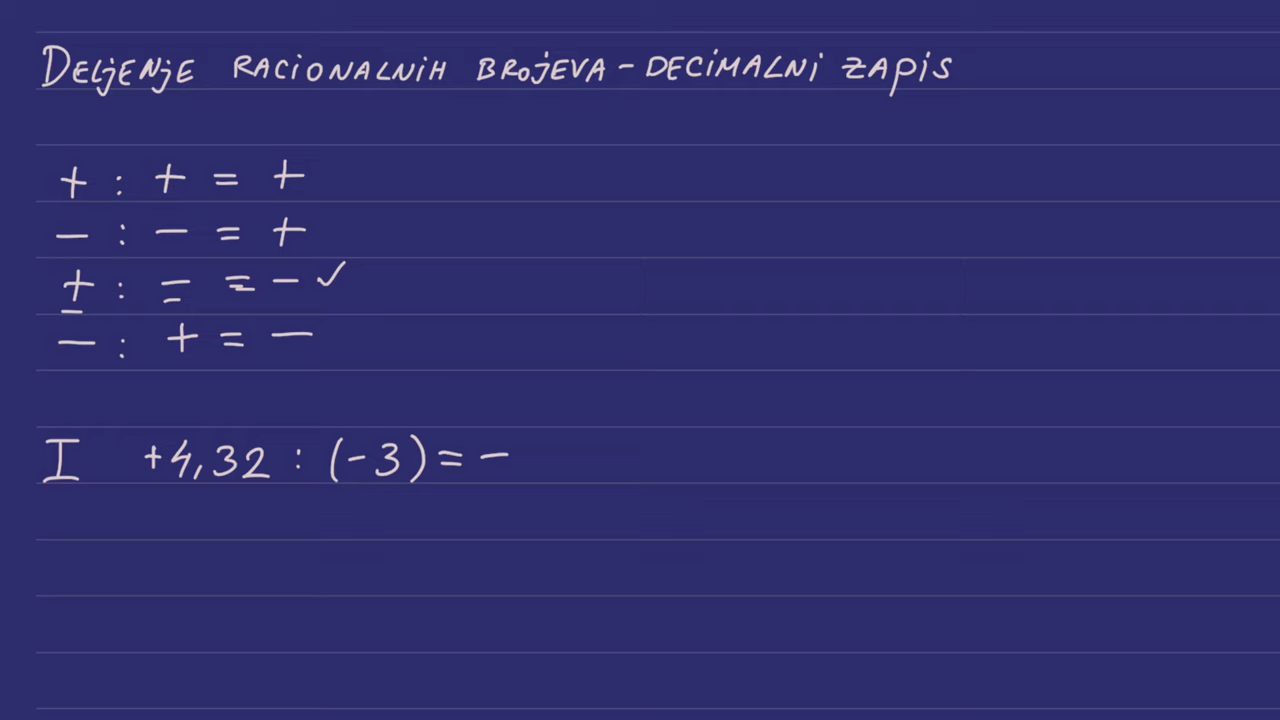 DELjENjE RACiONALNiH BROjEVA - DECiMALNi ZAPiS
+ : + = +
- : - = +
+ : - = - ✓
- : + = -
I +4,32 : (-3) = -